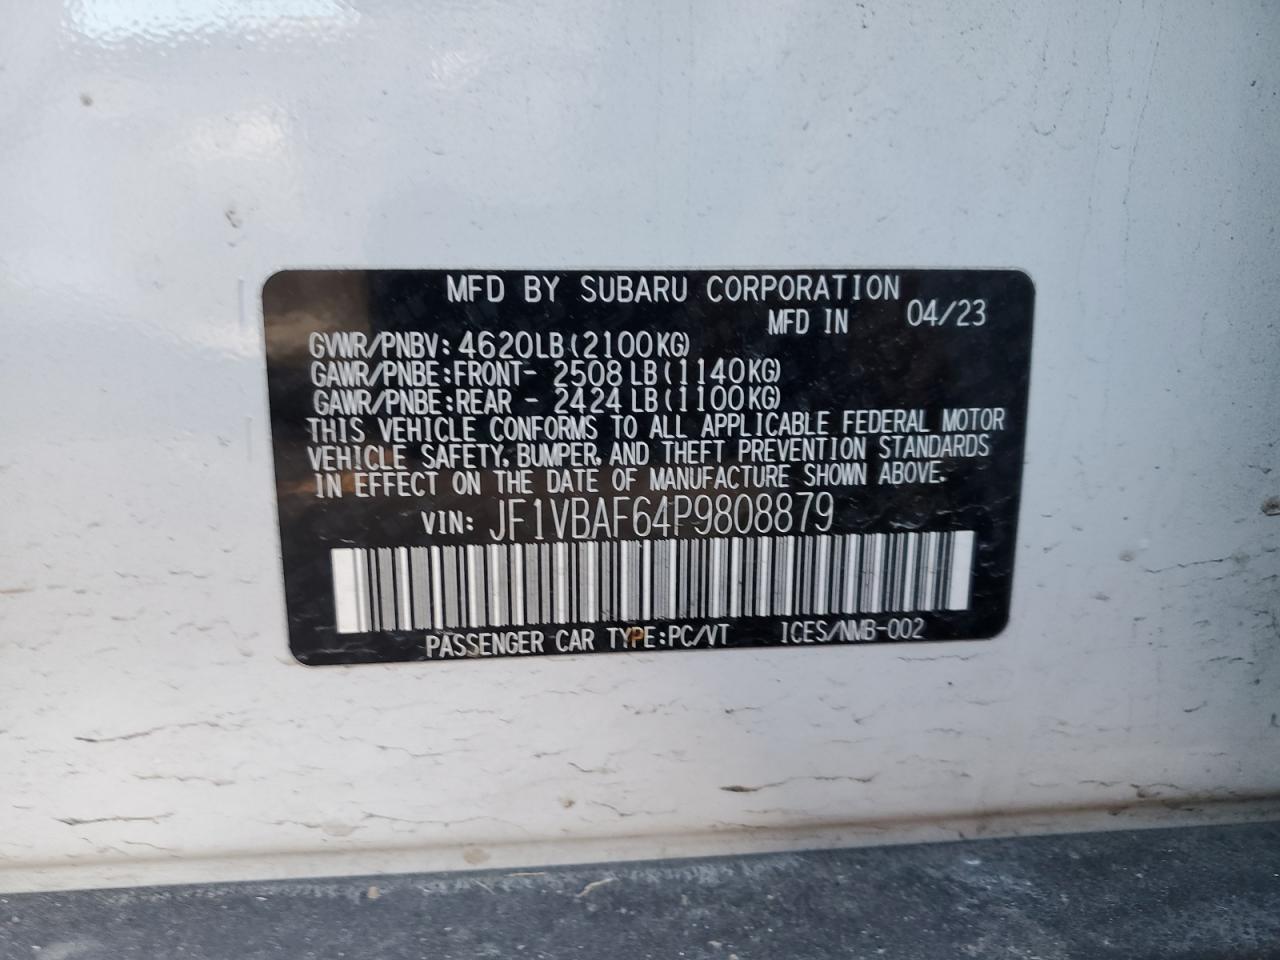 MFD BY SUBARU CORPORATION
MFD IN 04/23
GVWR/PNBV: 4620LB(2100KG)
GAWR/PNBE:FRONT- 2508LB(1140KG)
GAWR/PNBE:REAR - 2424LB(1100KG)
THIS VEHICLE CONFORMS TO ALL APPLICABLE FEDERAL MOTOR
VEHICLE SAFETY, BUMPER, AND THEFT PREVENTION STANDARDS
IN EFFECT ON THE DATE OF MANUFACTURE SHOWN ABOVE.
VIN: JF1VBAF64P9808879
PASSENGER CAR TYPE:PC/VT ICES/NMB-002